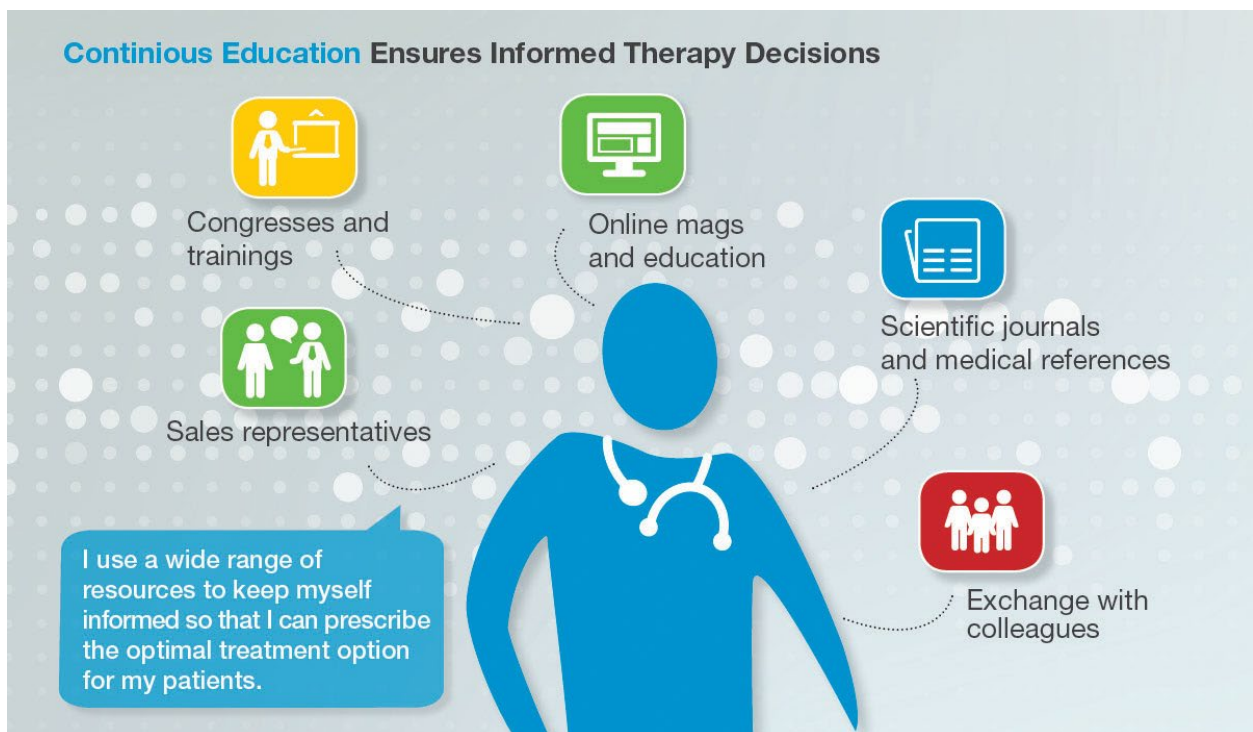 Continious Education Ensures Informed Therapy Decisions
Congresses and
trainings
Online mags
and education
Scientific journals
and medical references
Sales representatives
Exchange with
colleagues
I use a wide range of
resources to keep myself
informed so that I can prescribe
the optimal treatment option
for my patients.